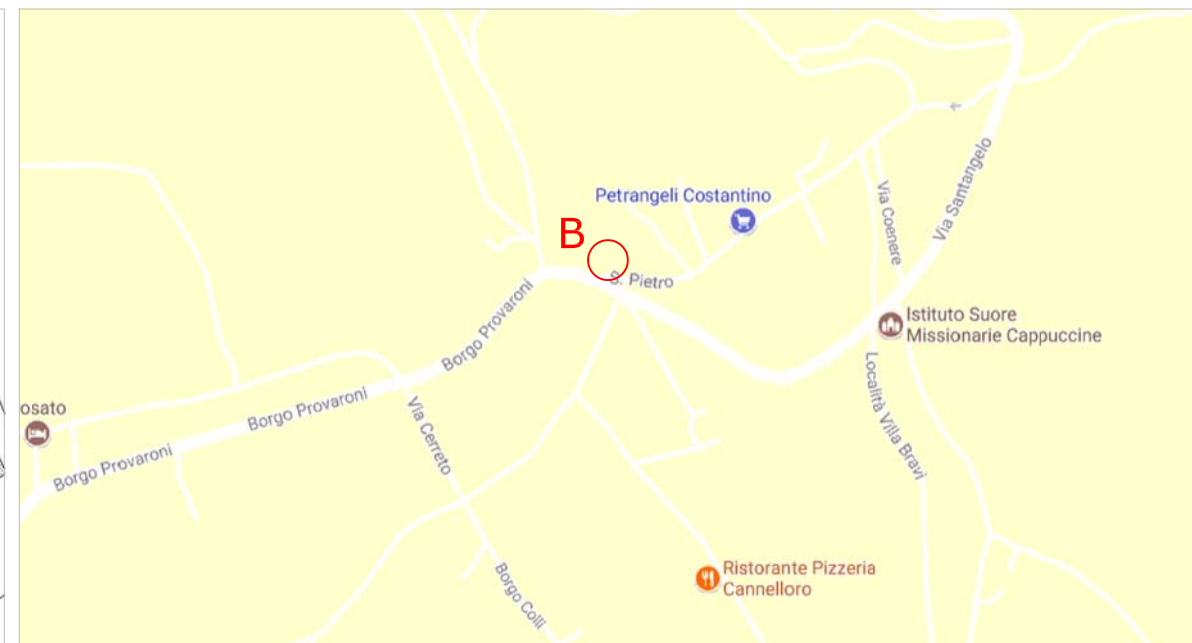 Petrangeli Costantino
B
S. Pietro
Via Coenere
Via Santangelo
Borgo Provaroni
Istituto Suore
Missionarie Cappuccine
Località Villa Bravi
Borgo Provaroni
Via Cerreto
osato
Borgo Provaroni
Borgo Colli
Ristorante Pizzeria
Cannelloro